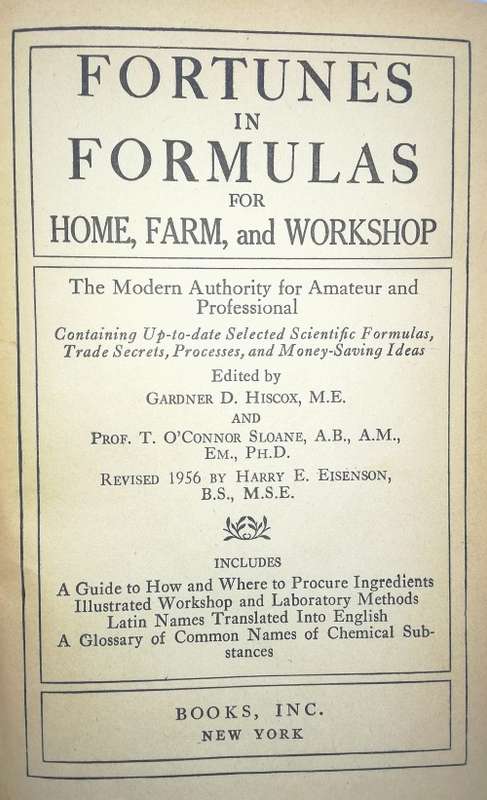 FORTUNES
IN
FORMULAS
FOR
HOME, FARM, and WORKSHOP
The Modern Authority for Amateur and
Professional
Containing Up-to-date Selected Scientific Formulas,
Trade Secrets, Processes, and Money-Saving Ideas
Edited by
GARDNER D. HISCOX, M.E.
AND
PROF. T. O'CONNOR SLOANE, A.B., A.M.,
EM., PH.D.
REVISED 1956 BY HARRY E. EISENSON,
B.S., M.S.E.
INCLUDES
A Guide to How and Where to Procure Ingredients
Illustrated Workshop and Laboratory Methods
Latin Names Translated Into English
A Glossary of Common Names of Chemical Sub-
stances
BOOKS, INC.
NEW YORK